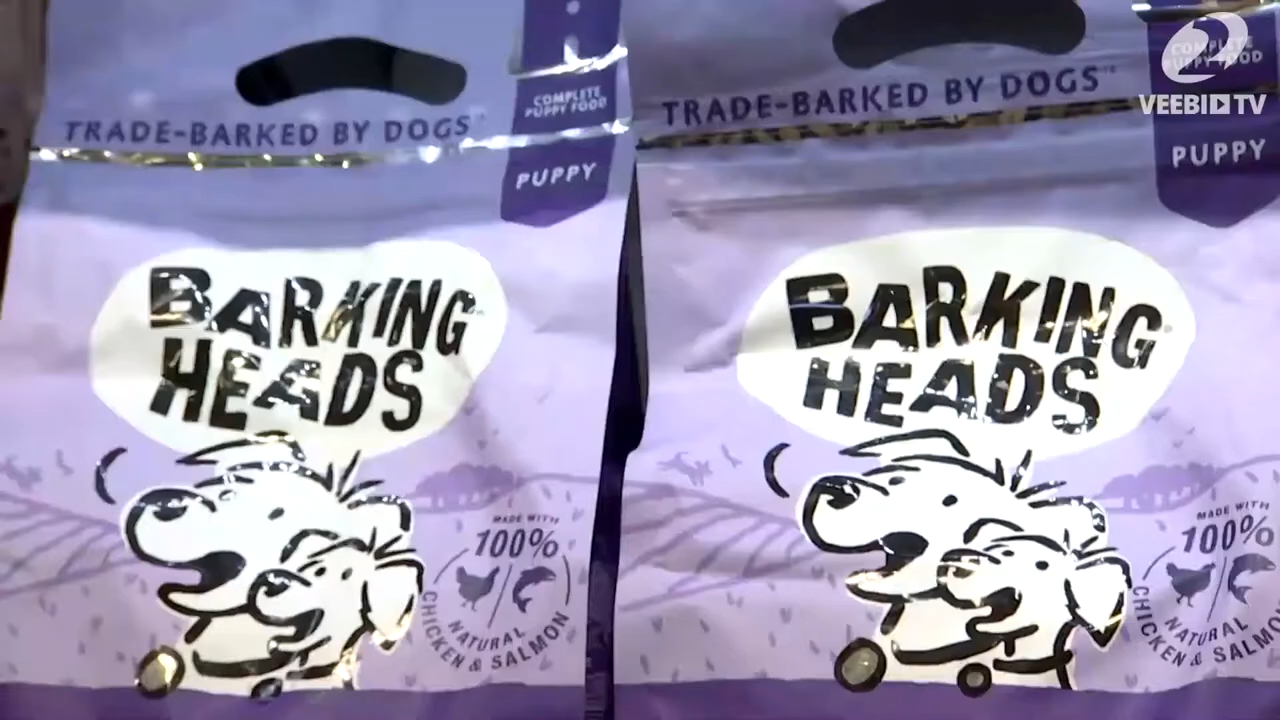 TRADE-BARKED BY DOGS™
COMPLETE
PUPPY FOOD
PUPPY
BARKING
HEADS
MADE WITH
100%
NATURAL
CHICKEN & SALMON
TRADE-BARKED BY DOGS™
COMPLETE
PUPPY FOOD
PUPPY
BARKING
HEADS
MADE WITH
100%
NATURAL
CHICKEN & SALMON
2
VEEBI TV